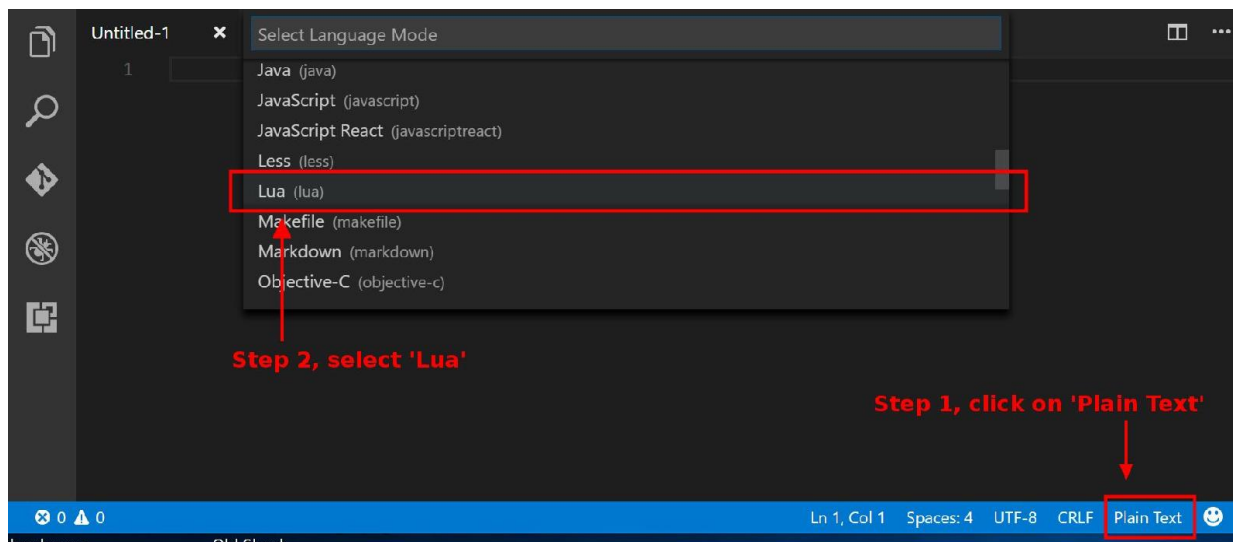 Untitled-1
Select Language Mode
1
Java (java)
JavaScript (javascript)
JavaScript React (javascriptreact)
Less (less)
Lua (lua)
Makefile (makefile)
Markdown (markdown)
Objective-C (objective-c)
Step 2, select 'Lua'
Step 1, click on 'Plain Text'
0 0 Ln 1, Col 1 Spaces: 4 UTF-8 CRLF Plain Text